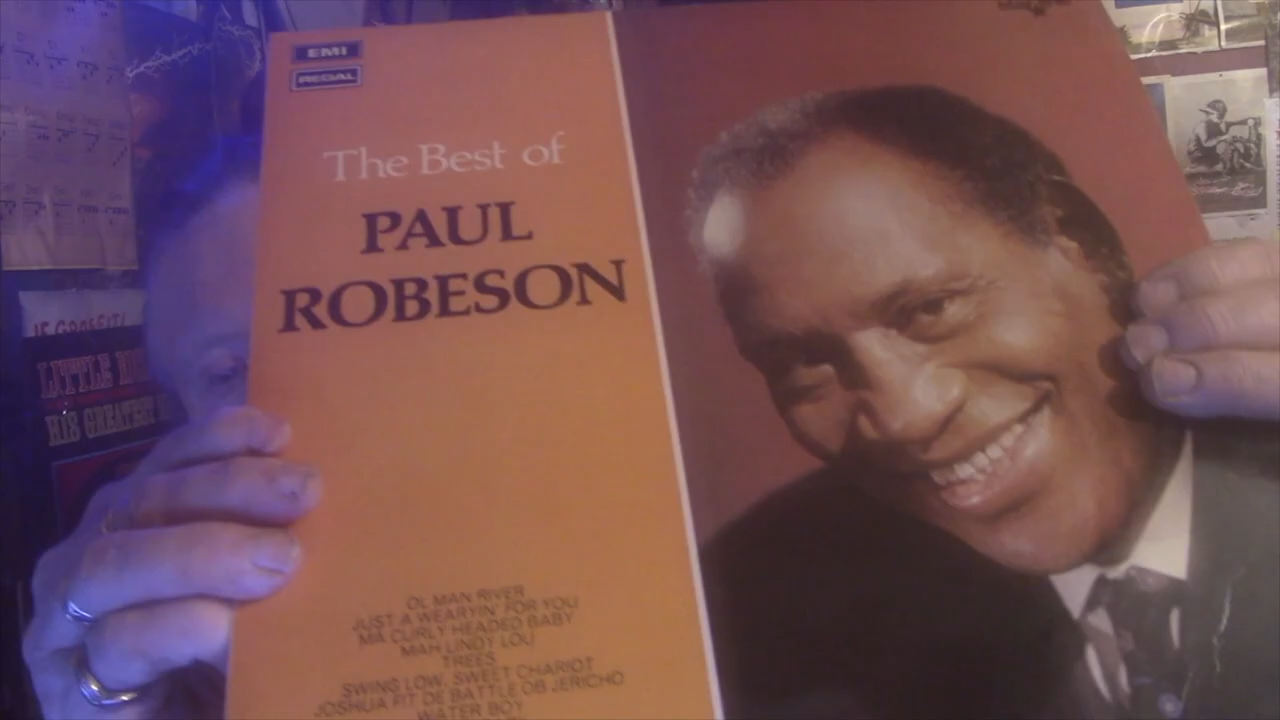 EMI
REGAL
The Best of
PAUL
ROBESON
OL MAN RIVER
JUST A WEARYIN' FOR YOU
MA CURLY HEADED BABY
MAH LINDY LOU
TREES
SWING LOW, SWEET CHARIOT
JOSHUA FIT DE BATTLE OB JERICHO
WATER BOY
LITTLE
HIS GREATEST